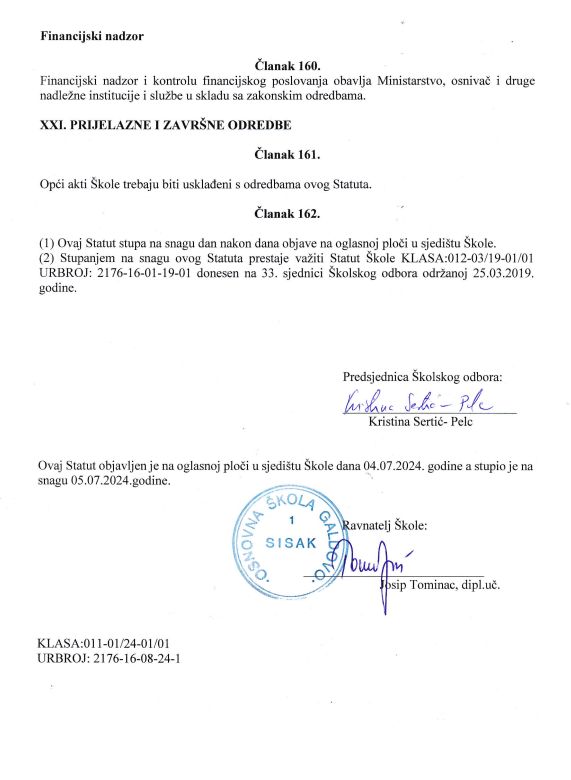 Financijski nadzor
Članak 160.
Financijski nadzor i kontrolu financijskog poslovanja obavlja Ministarstvo, osnivač i druge
nadležne institucije i službe u skladu sa zakonskim odredbama.
XXI. PRIJELAZNE I ZAVRŠNE ODREDBE
Članak 161.
Opći akti Škole trebaju biti usklađeni s odredbama ovog Statuta.
Članak 162.
(1) Ovaj Statut stupa na snagu dan nakon dana objave na oglasnoj ploči u sjedištu Škole.
(2) Stupanjem na snagu ovog Statuta prestaje važiti Statut Škole KLASA:012-03/19-01/01
URBROJ: 2176-16-01-19-01 donesen na 33. sjednici Školskog odbora održanoj 25.03.2019.
godine.
Predsjednica Školskog odbora:
Kristina Sertić - Pelc
Kristina Sertić- Pelc
Ovaj Statut objavljen je na oglasnoj ploči u sjedištu Škole dana 04.07.2024. godine a stupio je na
snagu 05.07.2024.godine.
OSNOVNA ŠKOLA GALDOVO
1
SISAK
Ravnatelj Škole:
Josip Tominac, dipl.uč.
KLASA:011-01/24-01/01
URBROJ: 2176-16-08-24-1